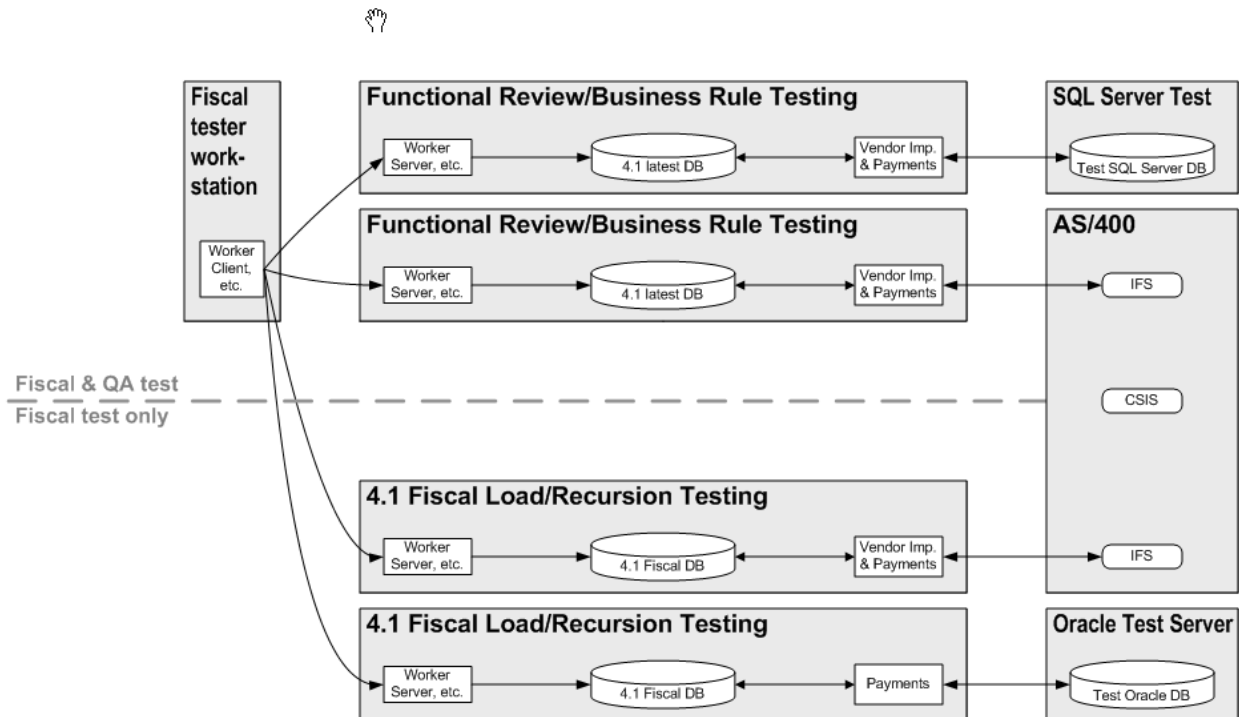 Fiscal
tester
work-
station
Worker
Client,
etc.
Functional Review/Business Rule Testing
Worker
Server, etc.
4.1 latest DB
Vendor Imp.
& Payments
SQL Server Test
Test SQL Server DB
Functional Review/Business Rule Testing
Worker
Server, etc.
4.1 latest DB
Vendor Imp.
& Payments
AS/400
IFS
Fiscal & QA test
Fiscal test only
CSIS
4.1 Fiscal Load/Recursion Testing
Worker
Server, etc.
4.1 Fiscal DB
Vendor Imp.
& Payments
IFS
4.1 Fiscal Load/Recursion Testing
Worker
Server, etc.
4.1 Fiscal DB
Payments
Oracle Test Server
Test Oracle DB